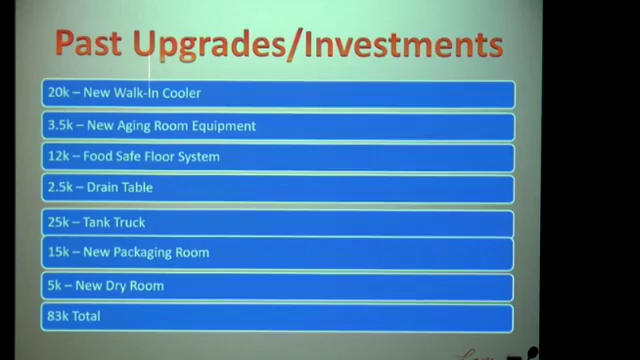 Past Upgrades/Investments
20k – New Walk-In Cooler
3.5k – New Aging Room Equipment
12k – Food Safe Floor System
2.5k – Drain Table
25k – Tank Truck
15k – New Packaging Room
5k – New Dry Room
83k Total